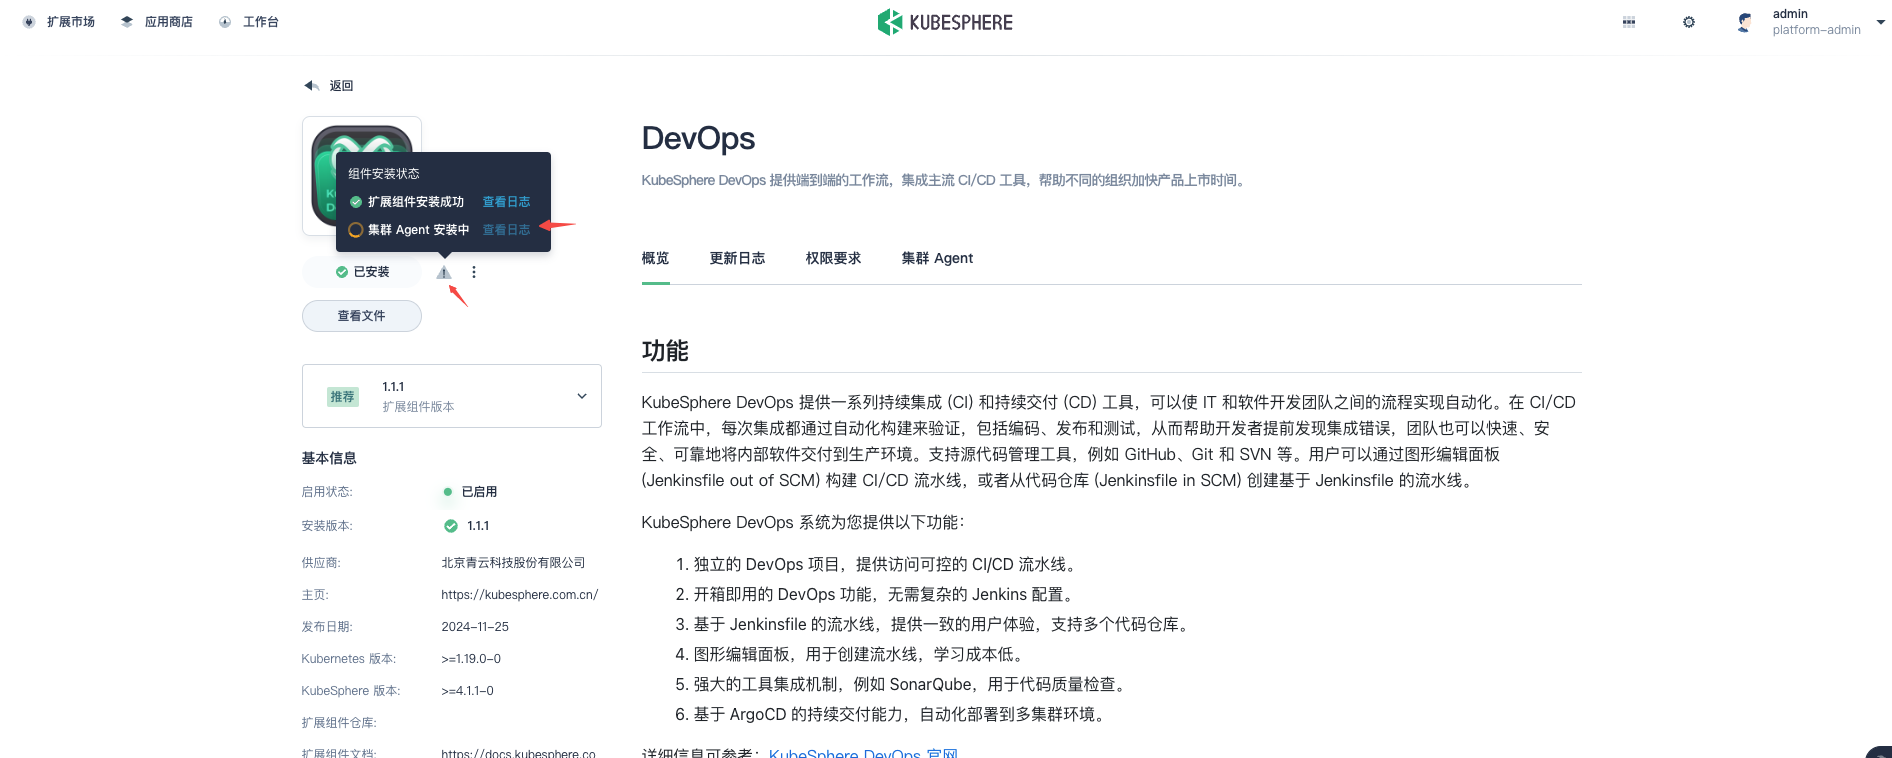 扩展市场
应用商店
工作台
KUBESPHERE
admin
platform-admin
返回
组件安装状态
扩展组件安装成功 查看日志
集群 Agent 安装中 查看日志
已安装
查看文件
推荐
1.1.1
扩展组件版本
基本信息
启用状态: 已启用
安装版本: 1.1.1
供应商: 北京青云科技股份有限公司
主页: https://kubesphere.com.cn/
发布日期: 2024-11-25
Kubernetes 版本: >=1.19.0-0
KubeSphere 版本: >=4.1.1-0
扩展组件仓库:
扩展组件文档: https://docs.kubesphere.co
DevOps
KubeSphere DevOps 提供端到端的工作流，集成主流 CI/CD 工具，帮助不同的组织加快产品上市时间。
概览 更新日志 权限要求 集群 Agent
功能
KubeSphere DevOps 提供一系列持续集成 (CI) 和持续交付 (CD) 工具，可以使 IT 和软件开发团队之间的流程实现自动化。在 CI/CD
工作流中，每次集成都通过自动化构建来验证，包括编码、发布和测试，从而帮助开发者提前发现集成错误，团队也可以快速、安
全、可靠地将内部软件交付到生产环境。支持源代码管理工具，例如 GitHub、Git 和 SVN 等。用户可以通过图形编辑面板
(Jenkinsfile out of SCM) 构建 CI/CD 流水线，或者从代码仓库 (Jenkinsfile in SCM) 创建基于 Jenkinsfile 的流水线。
KubeSphere DevOps 系统为您提供以下功能：
1. 独立的 DevOps 项目，提供访问可控的 CI/CD 流水线。
2. 开箱即用的 DevOps 功能，无需复杂的 Jenkins 配置。
3. 基于 Jenkinsfile 的流水线，提供一致的用户体验，支持多个代码仓库。
4. 图形编辑面板，用于创建流水线，学习成本低。
5. 强大的工具集成机制，例如 SonarQube，用于代码质量检查。
6. 基于 ArgoCD 的持续交付能力，自动化部署到多集群环境。
详细信息可参考：KubeSphere DevOps 官网